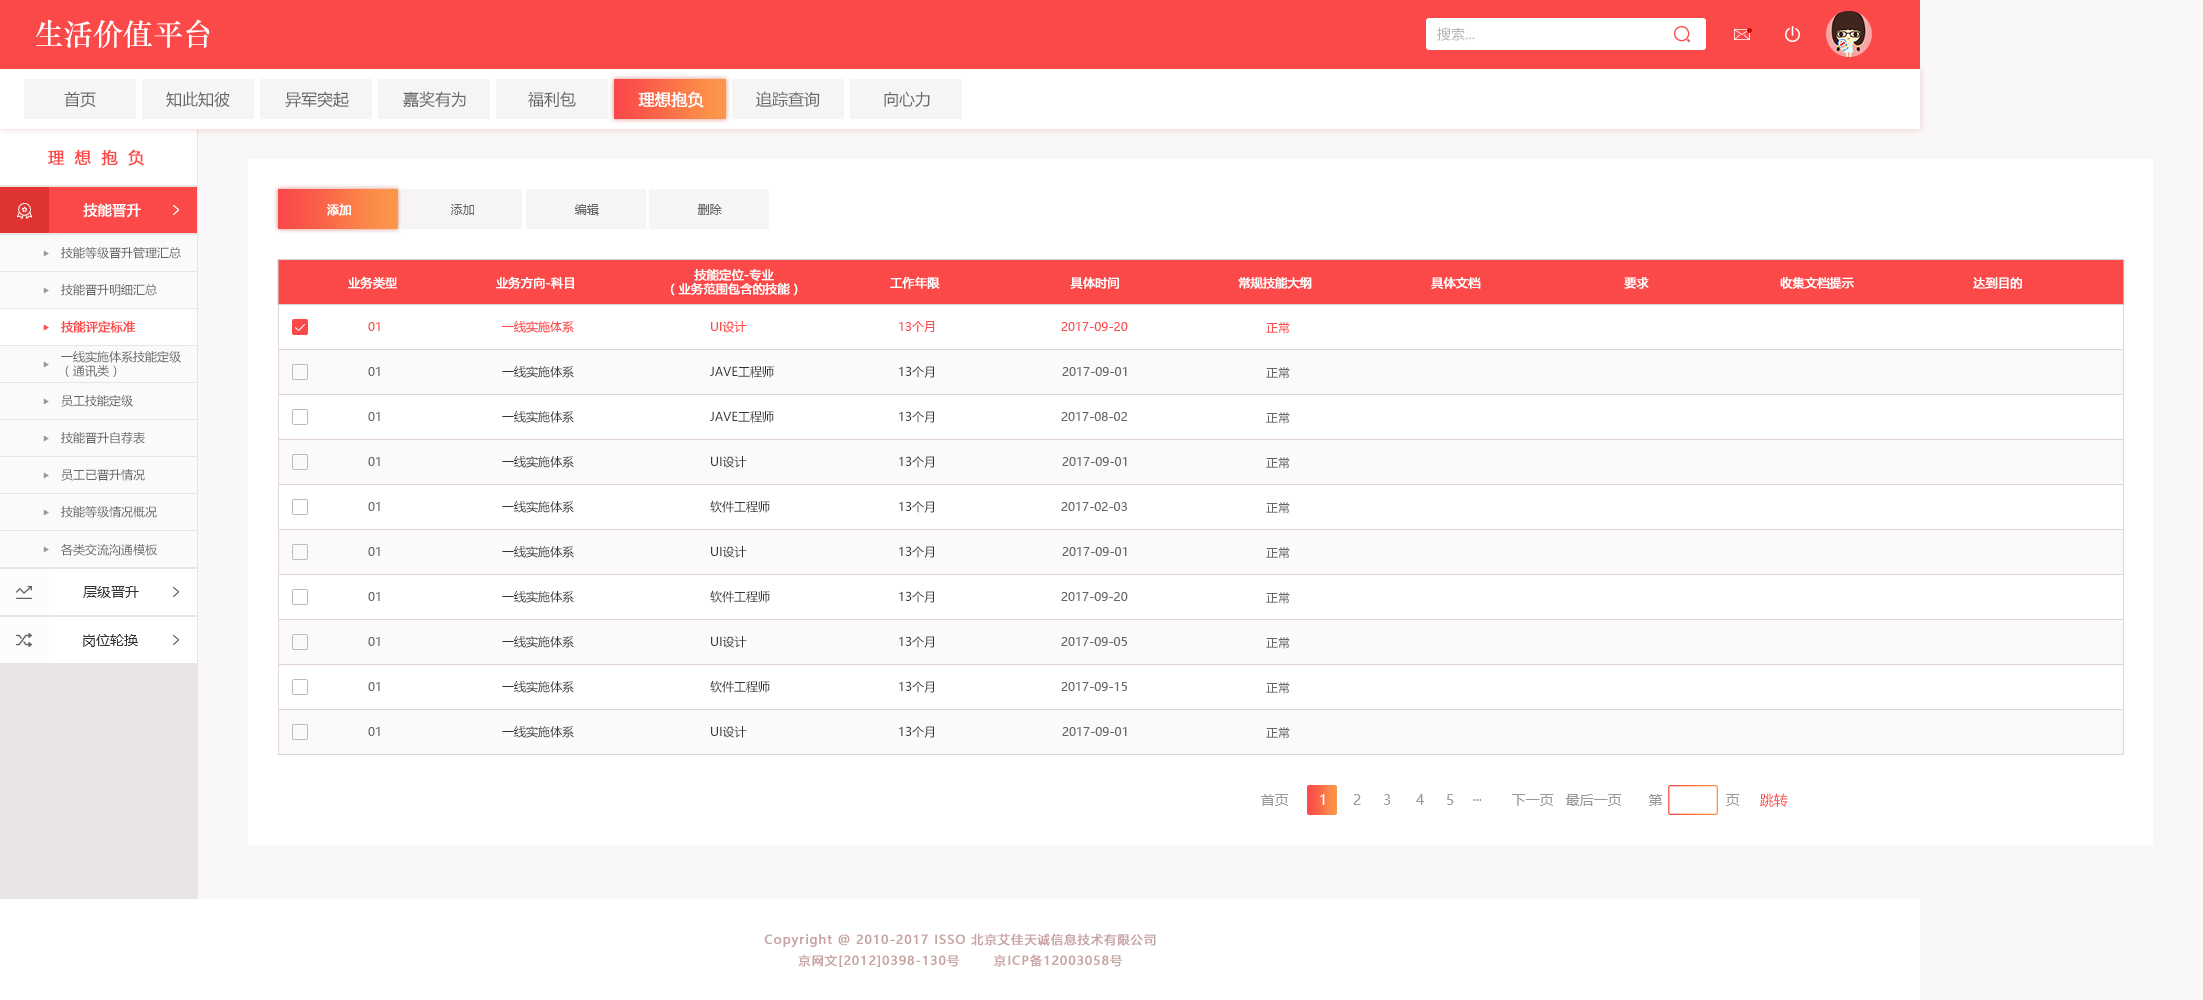 生活价值平台
搜索...
首页 知此知彼 异军突起 嘉奖有为 福利包 理想抱负 追踪查询 向心力
理想抱负
技能晋升
技能等级晋升管理汇总
技能晋升明细汇总
技能评定标准
一线实施体系技能定级
（通讯类）
员工技能定级
技能晋升自荐表
员工已晋升情况
技能等级情况概况
各类交流沟通模板
层级晋升
岗位轮换
添加 添加 编辑 删除
业务类型 业务方向-科目 技能定位-专业 工作年限 具体时间 常规技能大纲 具体文档 要求 收集文档提示 达到目的
（业务范围包含的技能）
01 一线实施体系 UI设计 13个月 2017-09-20 正常
01 一线实施体系 JAVE工程师 13个月 2017-09-01 正常
01 一线实施体系 JAVE工程师 13个月 2017-08-02 正常
01 一线实施体系 UI设计 13个月 2017-09-01 正常
01 一线实施体系 软件工程师 13个月 2017-02-03 正常
01 一线实施体系 UI设计 13个月 2017-09-01 正常
01 一线实施体系 软件工程师 13个月 2017-09-20 正常
01 一线实施体系 UI设计 13个月 2017-09-05 正常
01 一线实施体系 软件工程师 13个月 2017-09-15 正常
01 一线实施体系 UI设计 13个月 2017-09-01 正常
首页 1 2 3 4 5 ··· 下一页 最后一页 第 页 跳转
Copyright @ 2010-2017 ISSO 北京艾佳天诚信息技术有限公司
京网文[2012]0398-130号 京ICP备12003058号